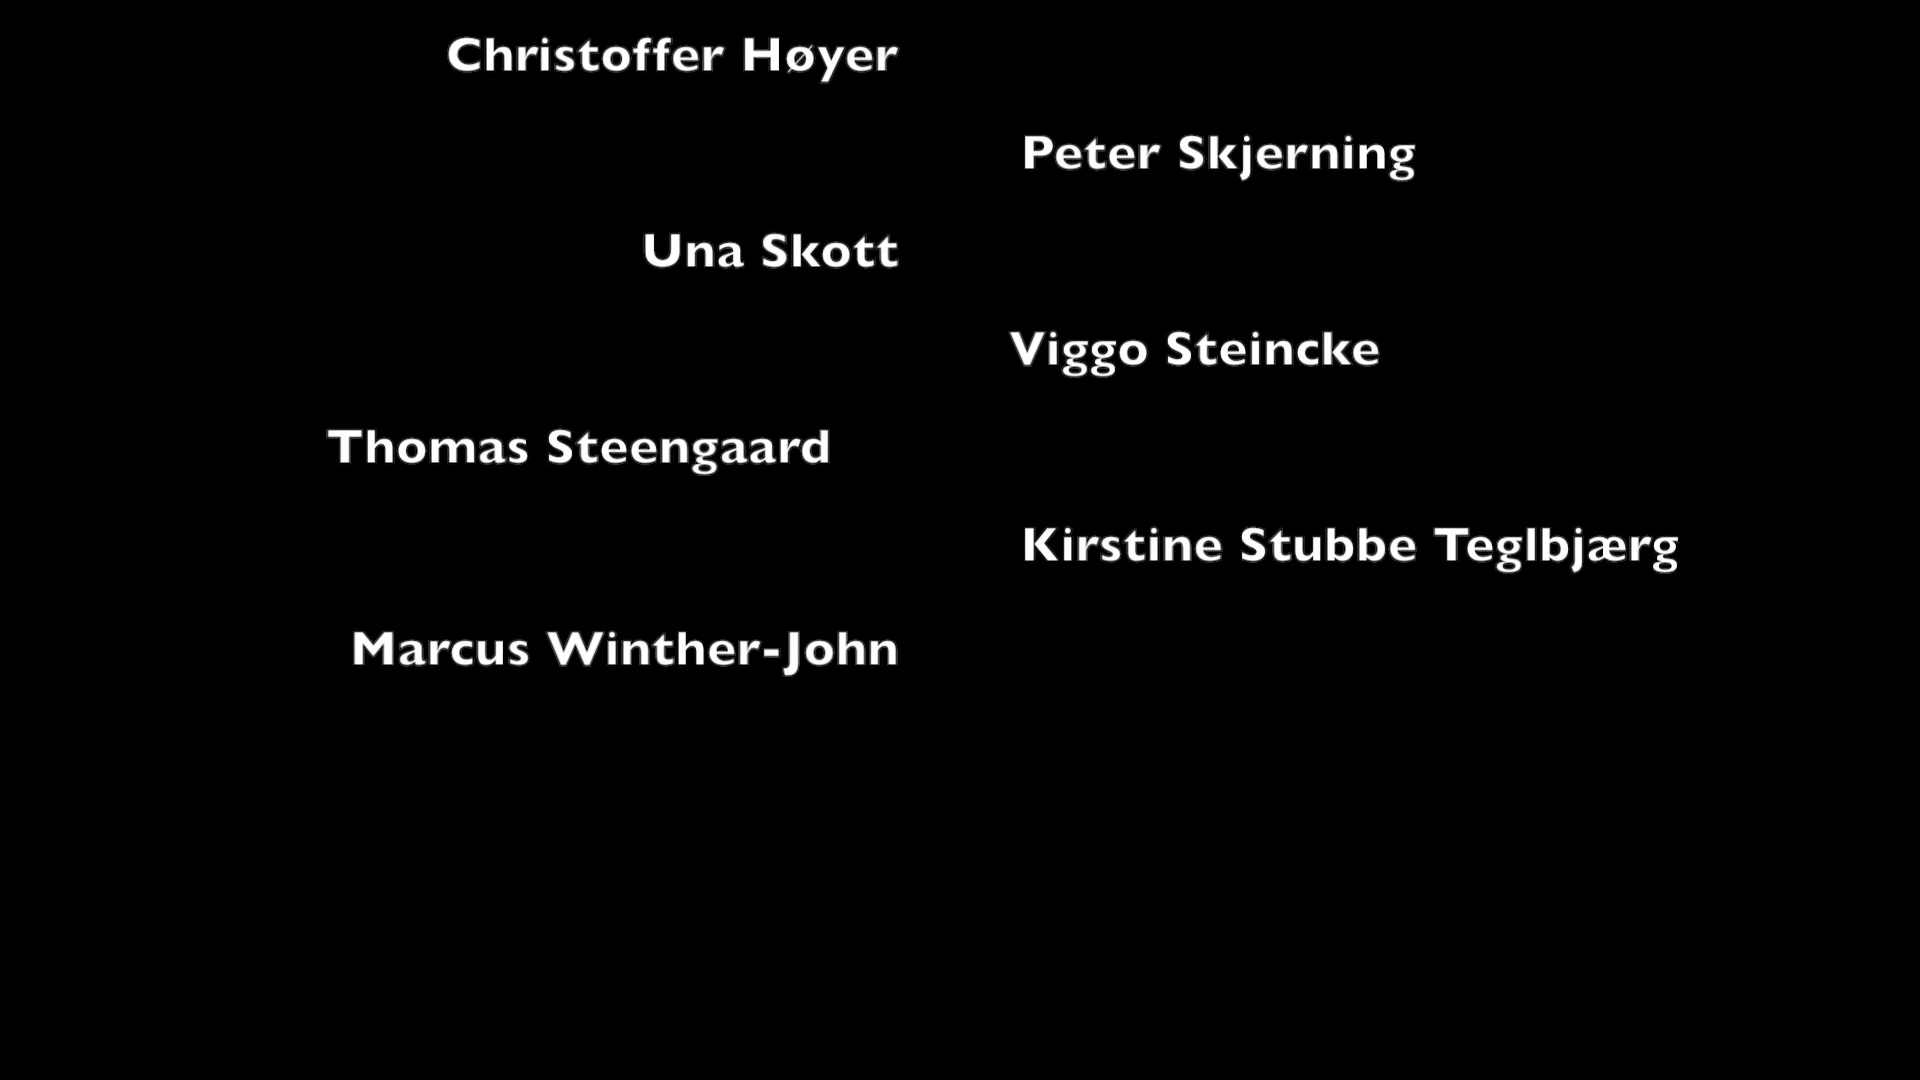 Christoffer Høyer
Peter Skjerning
Una Skott
Viggo Steincke
Thomas Steengaard
Kirstine Stubbe Teglbjærg
Marcus Winther-John